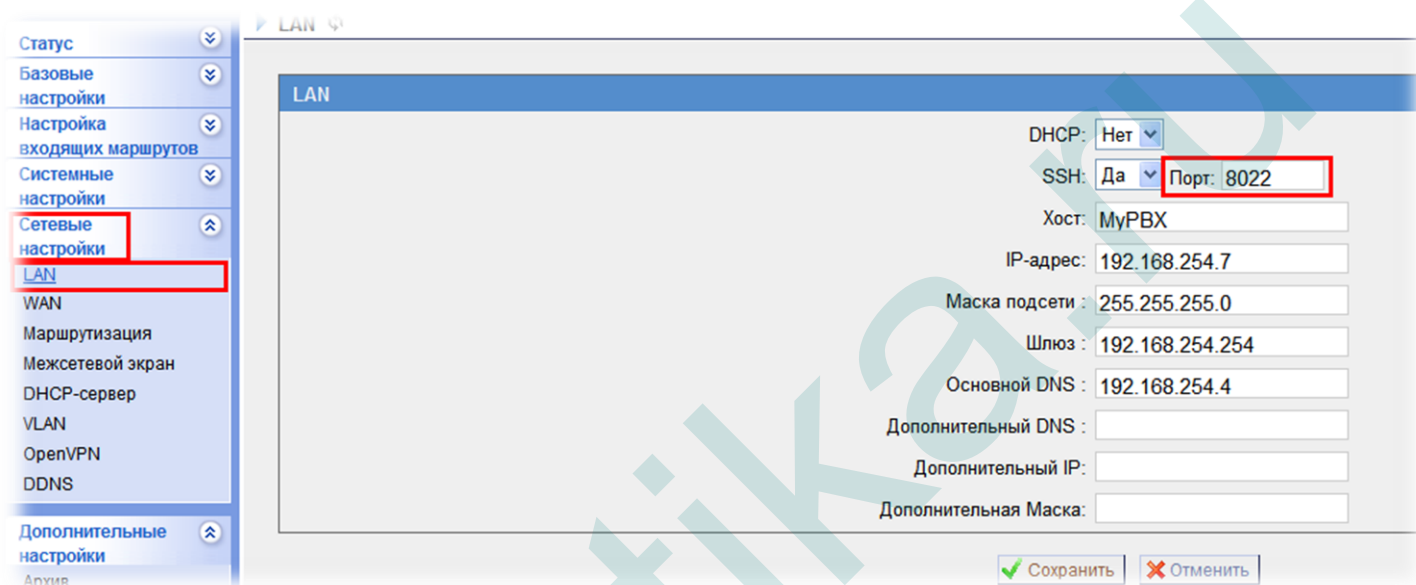 LAN
Статус
Базовые
настройки
Настройка
входящих маршрутов
Системные
настройки
Сетевые
настройки
LAN
WAN
Маршрутизация
Межсетевой экран
DHCP-сервер
VLAN
OpenVPN
DDNS
Дополнительные
настройки
Архив
LAN
DHCP: Нет
SSH: Да Порт: 8022
Хост: MyPBX
IP-адрес: 192.168.254.7
Маска подсети : 255.255.255.0
Шлюз : 192.168.254.254
Основной DNS : 192.168.254.4
Дополнительный DNS :
Дополнительный IP:
Дополнительная Маска:
Сохранить Отменить
tika.ru